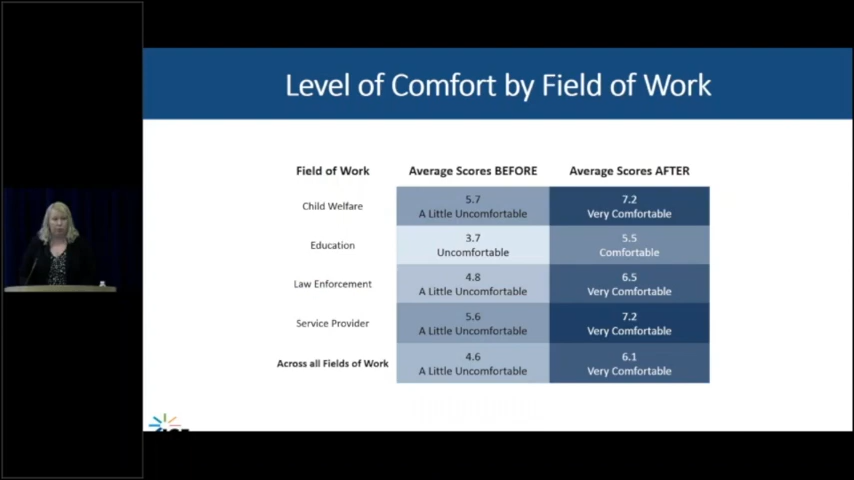 Level of Comfort by Field of Work
Field of Work Average Scores BEFORE Average Scores AFTER
Child Welfare 5.7 A Little Uncomfortable 7.2 Very Comfortable
Education 3.7 Uncomfortable 5.5 Comfortable
Law Enforcement 4.8 A Little Uncomfortable 6.5 Very Comfortable
Service Provider 5.6 A Little Uncomfortable 7.2 Very Comfortable
Across all Fields of Work 4.6 A Little Uncomfortable 6.1 Very Comfortable